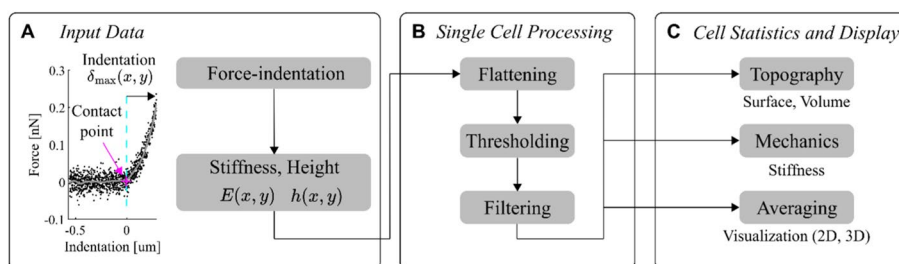 A Input Data
Indentation
δmax(x, y)
Contact
point
0.3
0.2
0.1
0
-0.1
Force [nN]
-0.5 0
Indentation [um]
Force-indentation
Stiffness, Height
E(x, y) h(x, y)
B Single Cell Processing
Flattening
Thresholding
Filtering
C Cell Statistics and Display
Topography
Surface, Volume
Mechanics
Stiffness
Averaging
Visualization (2D, 3D)